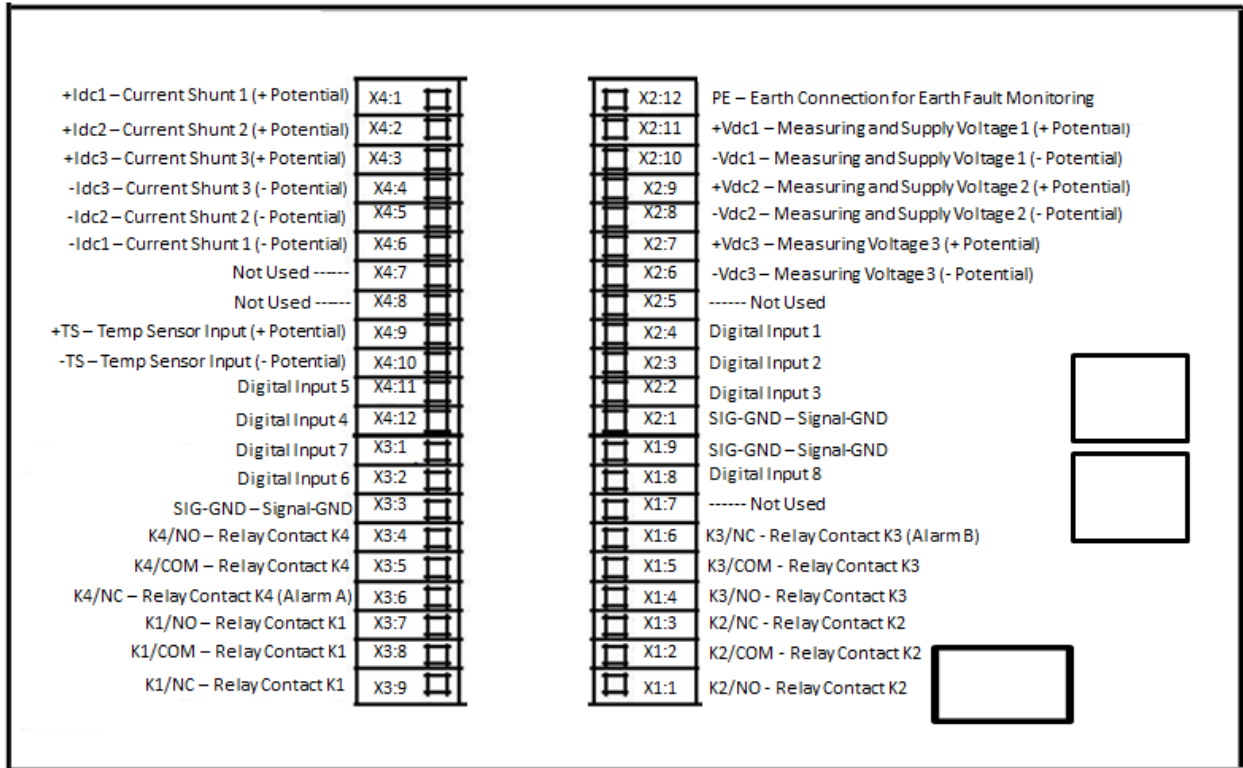 +Idc1 – Current Shunt 1 (+ Potential) X4:1
+Idc2 – Current Shunt 2 (+ Potential) X4:2
+Idc3 – Current Shunt 3(+ Potential) X4:3
-Idc3 – Current Shunt 3 (- Potential) X4:4
-Idc2 – Current Shunt 2 (- Potential) X4:5
-Idc1 – Current Shunt 1 (- Potential) X4:6
Not Used ------ X4:7
Not Used ------ X4:8
+TS – Temp Sensor Input (+ Potential) X4:9
-TS – Temp Sensor Input (- Potential) X4:10
Digital Input 5 X4:11
Digital Input 4 X4:12
Digital Input 7 X3:1
Digital Input 6 X3:2
SIG-GND – Signal-GND X3:3
K4/NO – Relay Contact K4 X3:4
K4/COM – Relay Contact K4 X3:5
K4/NC – Relay Contact K4 (Alarm A) X3:6
K1/NO – Relay Contact K1 X3:7
K1/COM – Relay Contact K1 X3:8
K1/NC – Relay Contact K1 X3:9
X2:12 PE – Earth Connection for Earth Fault Monitoring
X2:11 +Vdc1 – Measuring and Supply Voltage 1 (+ Potential)
X2:10 -Vdc1 – Measuring and Supply Voltage 1 (- Potential)
X2:9 +Vdc2 – Measuring and Supply Voltage 2 (+ Potential)
X2:8 -Vdc2 – Measuring and Supply Voltage 2 (- Potential)
X2:7 +Vdc3 – Measuring Voltage 3 (+ Potential)
X2:6 -Vdc3 – Measuring Voltage 3 (- Potential)
X2:5 ------ Not Used
X2:4 Digital Input 1
X2:3 Digital Input 2
X2:2 Digital Input 3
X2:1 SIG-GND – Signal-GND
X1:9 SIG-GND – Signal-GND
X1:8 Digital Input 8
X1:7 ------ Not Used
X1:6 K3/NC - Relay Contact K3 (Alarm B)
X1:5 K3/COM - Relay Contact K3
X1:4 K3/NO - Relay Contact K3
X1:3 K2/NC - Relay Contact K2
X1:2 K2/COM - Relay Contact K2
X1:1 K2/NO - Relay Contact K2